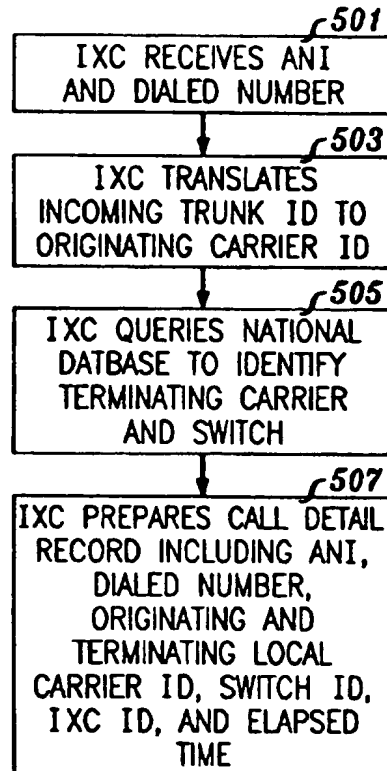 501
IXC RECEIVES ANI
AND DIALED NUMBER
503
IXC TRANSLATES
INCOMING TRUNK ID TO
ORIGINATING CARRIER ID
505
IXC QUERIES NATIONAL
DATBASE TO IDENTIFY
TERMINATING CARRIER
AND SWITCH
507
IXC PREPARES CALL DETAIL
RECORD INCLUDING ANI,
DIALED NUMBER,
ORIGINATING AND
TERMINATING LOCAL
CARRIER ID, SWITCH ID,
IXC ID, AND ELAPSED
TIME